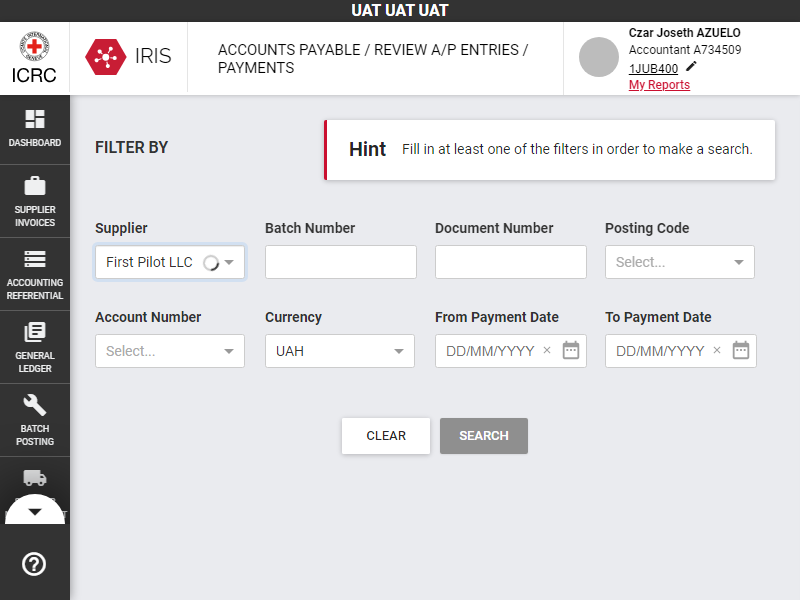 UAT UAT UAT
ICRC
IRIS
ACCOUNTS PAYABLE / REVIEW A/P ENTRIES /
PAYMENTS
Czar Joseth AZUELO
Accountant A734509
1JUB400
My Reports
DASHBOARD
SUPPLIER
INVOICES
ACCOUNTING
REFERENTIAL
GENERAL
LEDGER
BATCH
POSTING
FILTER BY
Hint Fill in at least one of the filters in order to make a search.
Supplier
Batch Number
Document Number
Posting Code
First Pilot LLC
Select...
Account Number
Currency
From Payment Date
To Payment Date
Select...
UAH
DD/MM/YYYY ×
DD/MM/YYYY ×
CLEAR
SEARCH